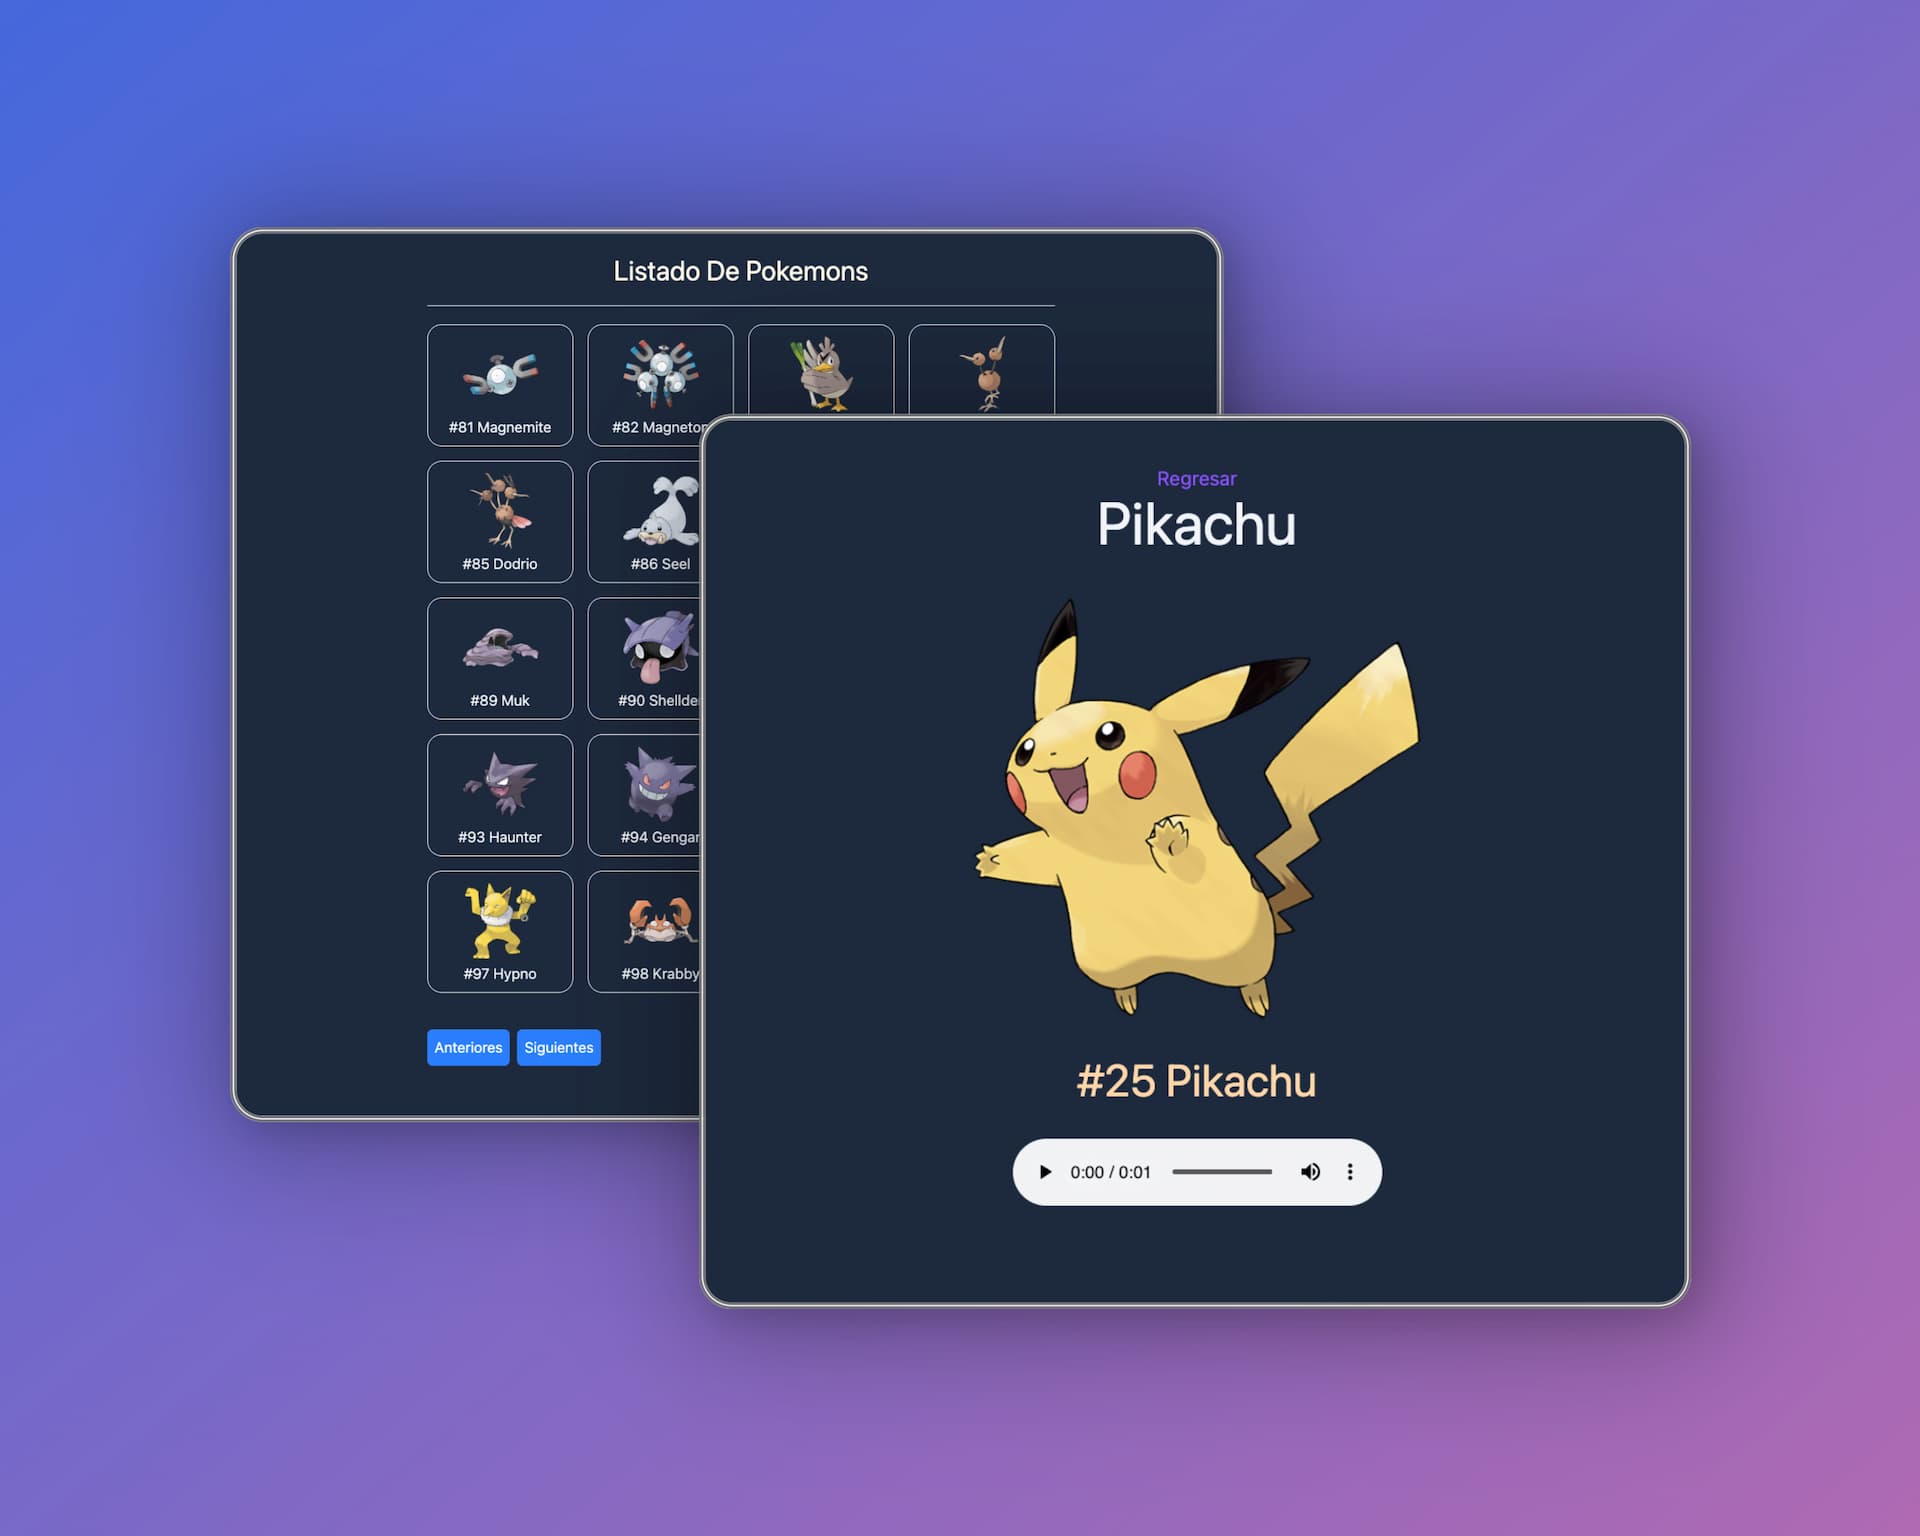 Listado De Pokemons
#81 Magnemite
#82 Magneton
#85 Dodrio
#86 Seel
#89 Muk
#90 Shellde
#93 Haunter
#94 Gengar
#97 Hypno
#98 Krabby
Anteriores
Siguientes
Regresar
Pikachu
#25 Pikachu
0:00 / 0:01